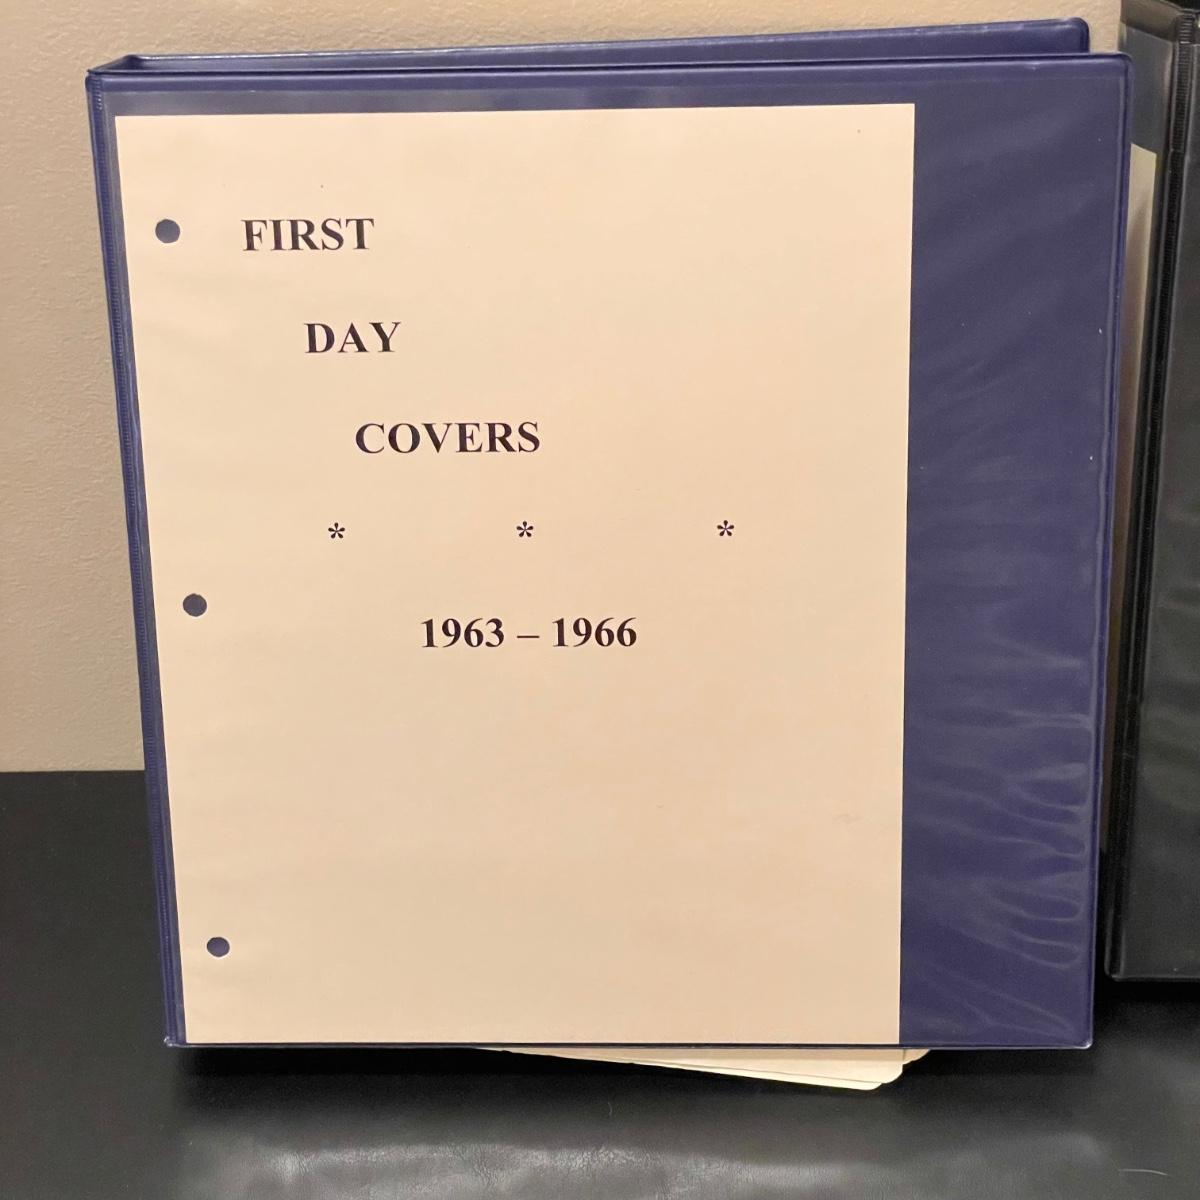 FIRST
DAY
COVERS
* * *
1963 – 1966